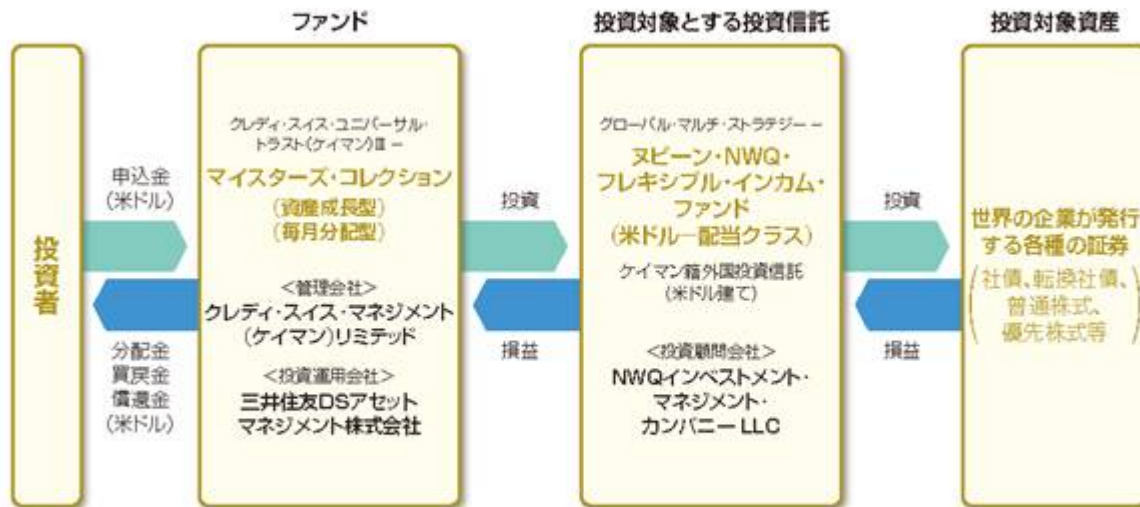 ファンド
投資対象とする投資信託
投資対象資産
投資者
申込金
(米ドル)
分配金
買戻金
償還金
(米ドル)
クレディ・スイス・ユニバーサル・
トラスト(ケイマン)Ⅲ－
マイスターズ・コレクション
(資産成長型)
(毎月分配型)
＜管理会社＞
クレディ・スイス・マネジメント
(ケイマン)リミテッド
＜投資運用会社＞
三井住友DSアセット
マネジメント株式会社
投資
損益
グローバル・マルチ・ストラテジー－
ヌビーン・NWQ・
フレキシブル・インカム・
ファンド
(米ドル－配当クラス)
ケイマン籍外国投資信託
(米ドル建て)
＜投資顧問会社＞
NWQインベストメント・
マネジメント・
カンパニー LLC
投資
損益
世界の企業が発行
する各種の証券
(社債、転換社債、
普通株式、
優先株式等)